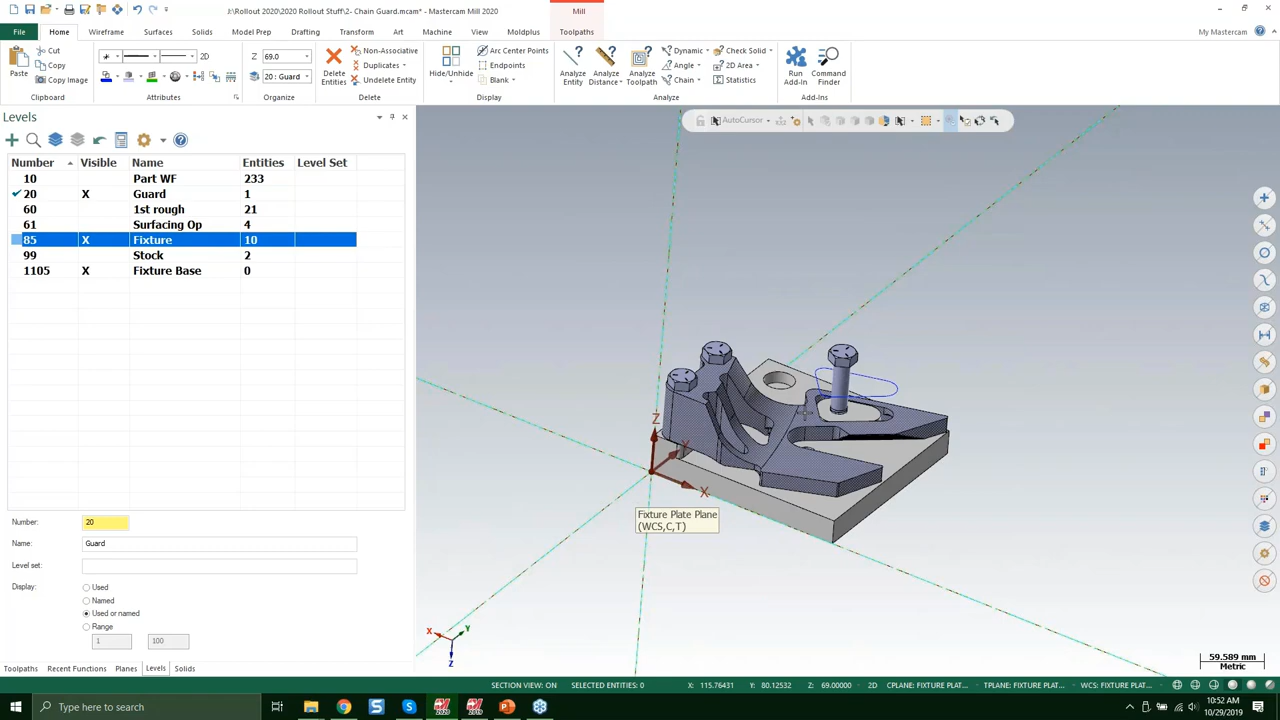 J:\Rollout 2020\2020 Rollout Stuff\2- Chain Guard.mcam* - Mastercam Mill 2020
Mill
File Home Wireframe Surfaces Solids Model Prep Drafting Transform Art Machine View Moldplus Toolpaths
My Mastercam
Paste
Cut
Copy
Copy Image
Clipboard
2D
Attributes
Z 69.0
20 : Guard
Organize
Delete
Entities
Non-Associative
Duplicates
Undelete Entity
Delete
Hide/Unhide
Arc Center Points
Endpoints
Blank
Display
Analyze
Entity
Analyze
Distance
Analyze
Toolpath
Dynamic
Angle
Chain
Check Solid
2D Area
Statistics
Analyze
Run
Add-In
Command
Finder
Add-Ins
Levels
AutoCursor
Number Visible Name Entities Level Set
10 Part WF 233
20 X Guard 1
60 1st rough 21
61 Surfacing Op 4
85 X Fixture 10
99 Stock 2
1105 X Fixture Base 0
Number: 20
Name: Guard
Level set:
Display: Used
Named
Used or named
Range
1 100
Z
Y
X
Fixture Plate Plane
(WCS,C,T)
X Y
Z
59.589 mm
Metric
Toolpaths Recent Functions Planes Levels Solids
SECTION VIEW: ON SELECTED ENTITIES: 0 X: 115.76431 Y: 80.12532 Z: 69.00000 2D CPLANE: FIXTURE PLAT... TPLANE: FIXTURE PLAT... WCS: FIXTURE PLAT...
Type here to search
10:52 AM
10/29/2019